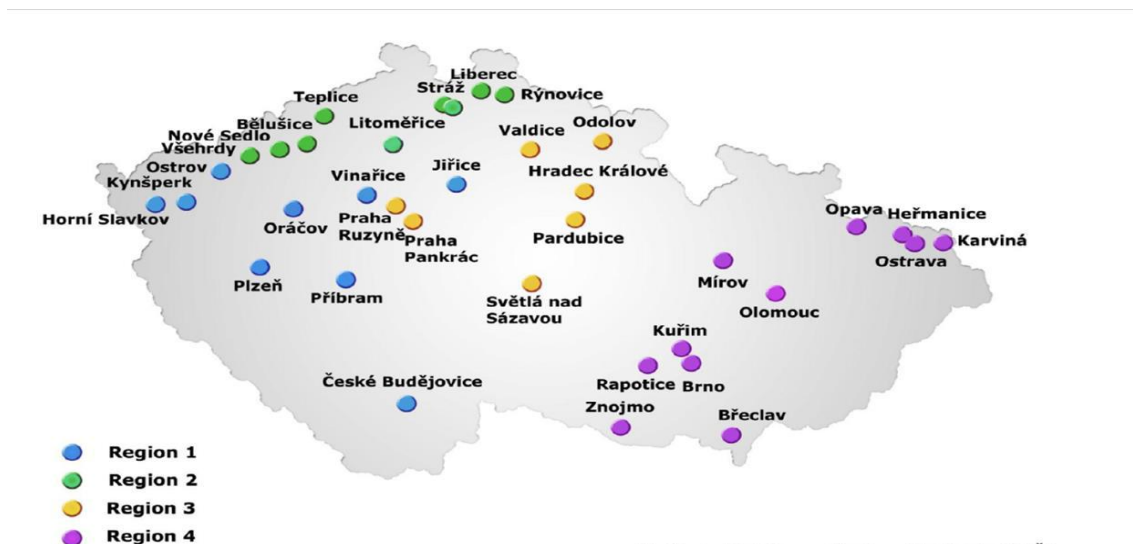 Liberec
Stráž
Rýnovice
Teplice
Bělušice
Litoměřice
Valdice
Odolov
Nové Sedlo
Všehrdy
Ostrov
Kynšperk
Horní Slavkov
Vinařice
Jiřice
Hradec Králové
Oráčov
Praha
Ruzyně
Praha
Pankrác
Pardubice
Opava
Heřmanice
Karviná
Ostrava
Plzeň
Příbram
Světlá nad
Sázavou
Mírov
Olomouc
Kuřim
Rapotice
Brno
České Budějovice
Znojmo
Břeclav
Region 1
Region 2
Region 3
Region 4